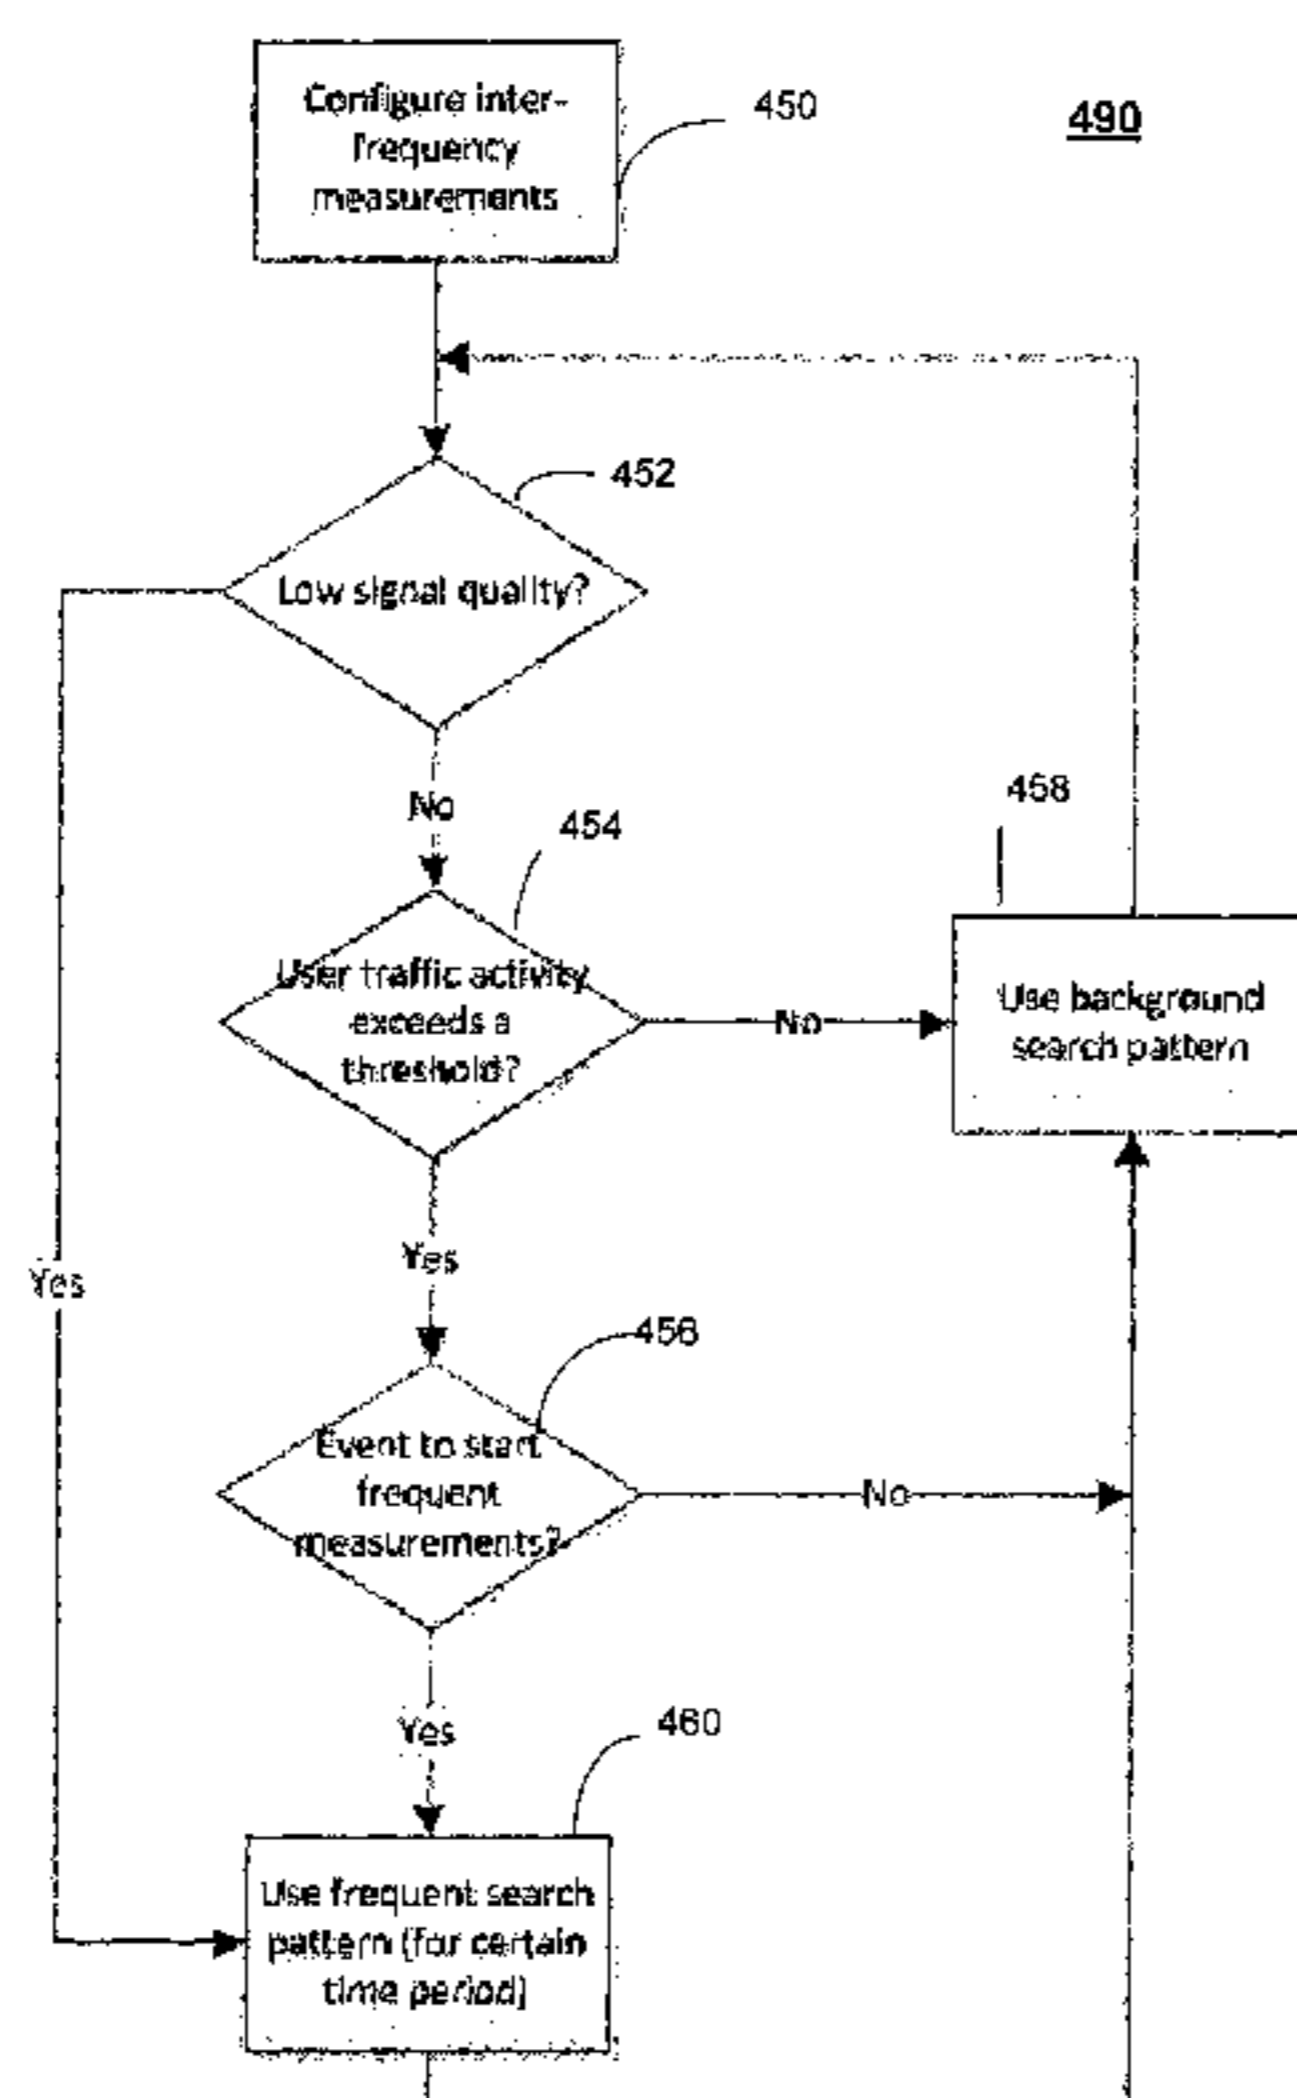 Configure inter-
frequency
measurements
450
490
452
Low signal quality?
No
454
458
User traffic activity
exceeds a
threshold?
No
Use background
search pattern
Yes
Yes
456
Event to start
frequent
measurements?
No
Yes
460
Use frequent search
pattern (for certain
time period)